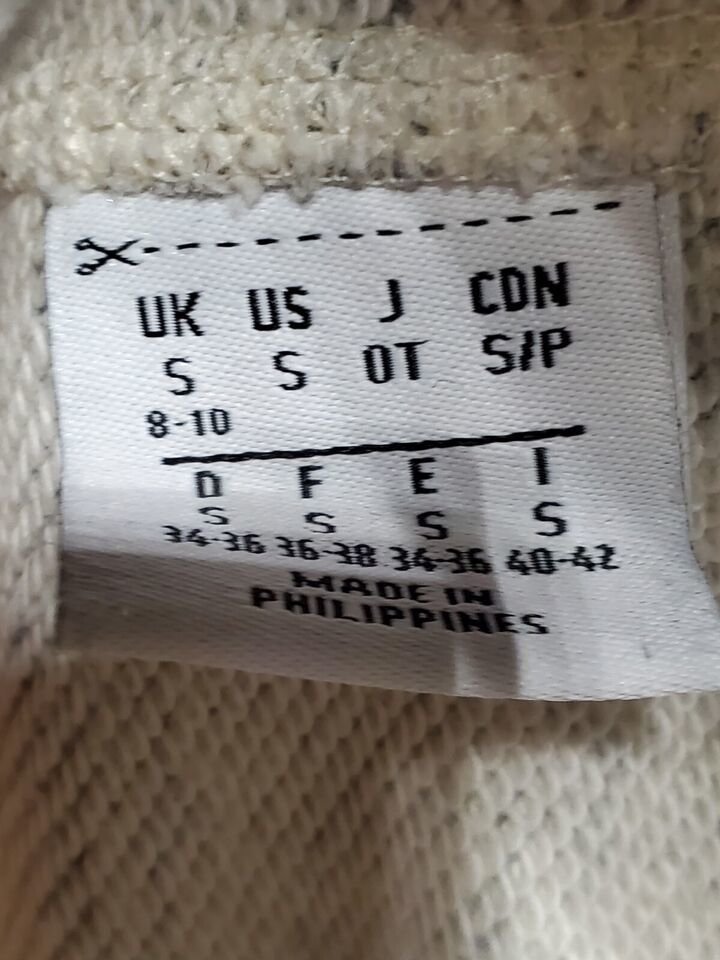 UK US J CDN
S S OT S/P
8-10
D F E I
S S S S
34-36 36-38 34-36 40-42
MADE IN
PHILIPPINES